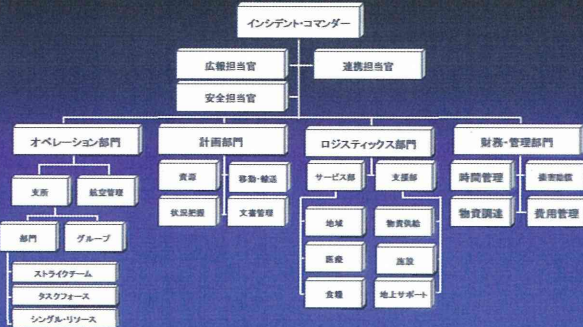 インシデント・コマンダー
広報担当官
連携担当官
安全担当官
オペレーション部門
計画部門
ロジスティックス部門
財務・管理部門
支所
航空管理
資源
移動・輸送
サービス部
支援部
時間管理
損害賠償
状況把握
文書管理
物資調達
費用管理
部門
グループ
地域
物資供給
医療
施設
食糧
地上サポート
ストライクチーム
タスクフォース
シングル・リソース